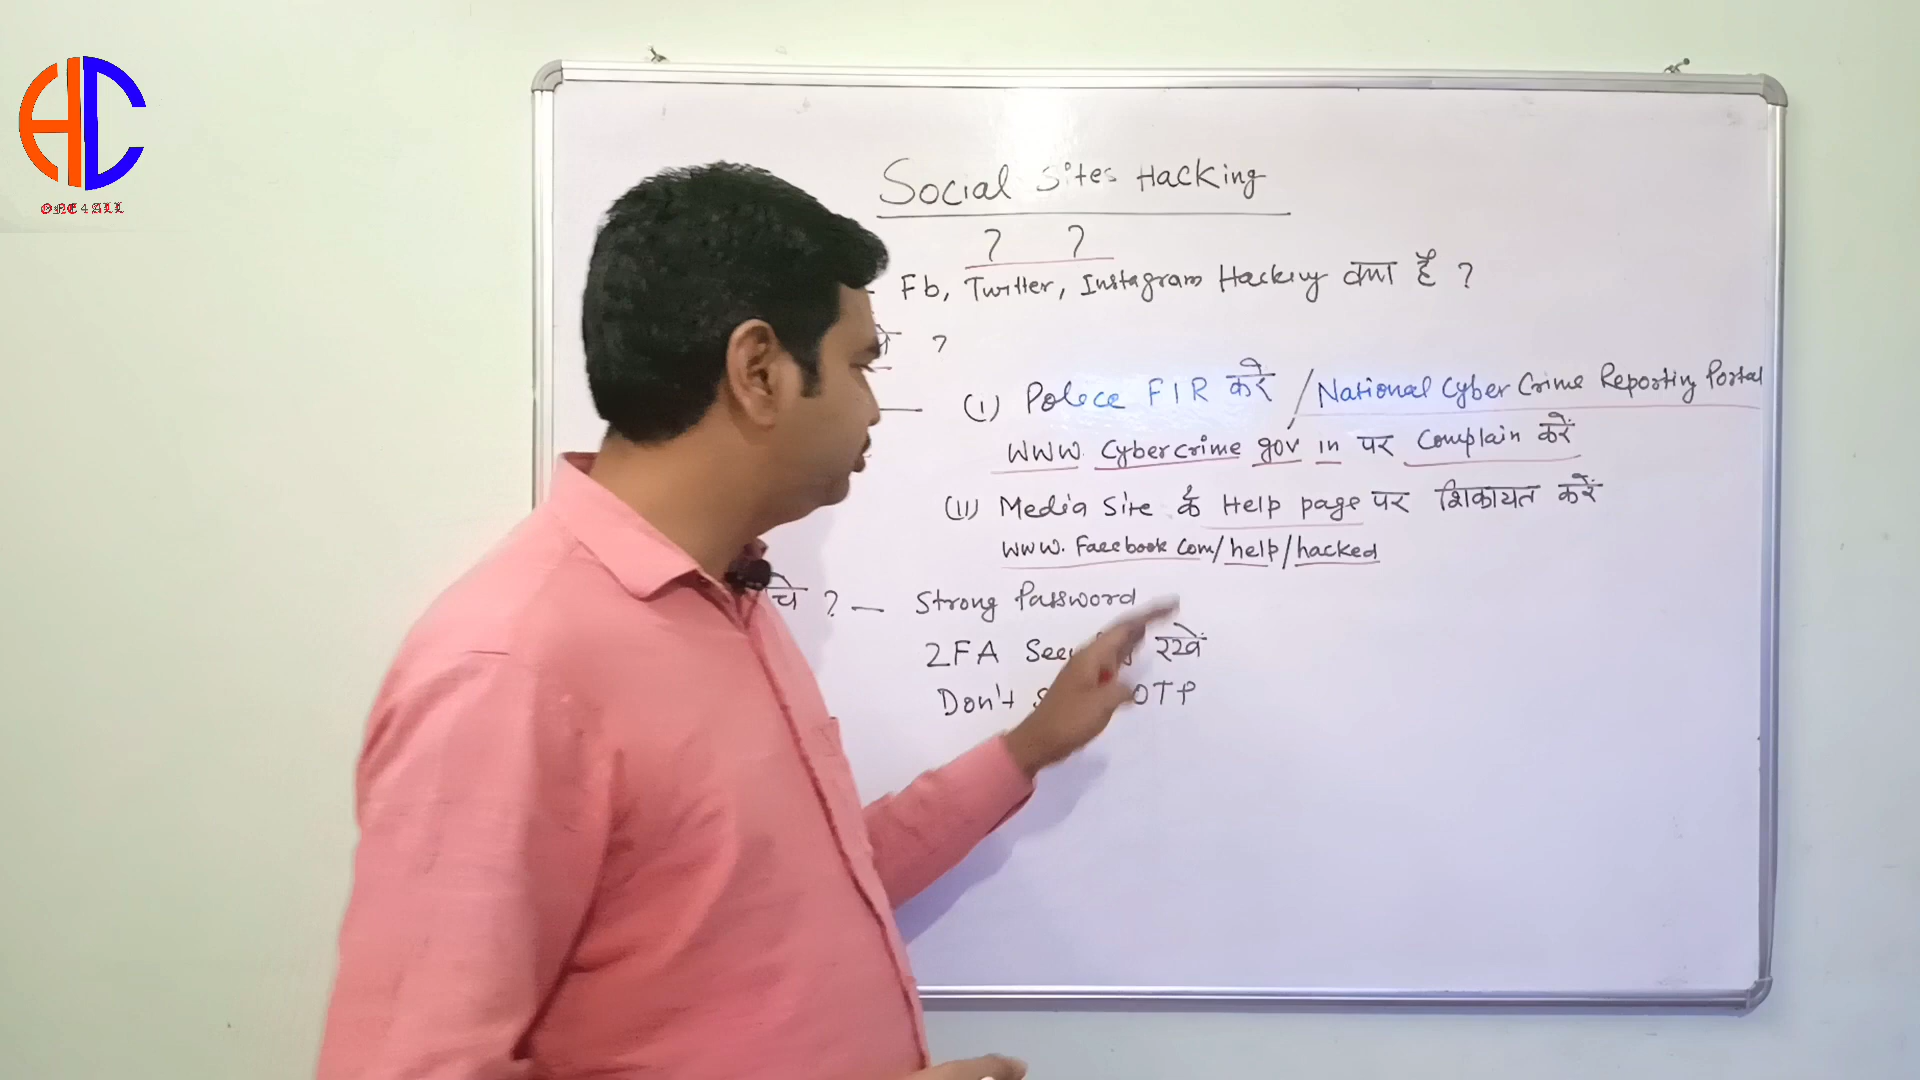 HC
ONE4ALL
Social Sites Hacking
? ?
Fb, Twitter, Instagram Hacking क्या है ?
?
(I) Police FIR करे / National Cyber Crime Reporting Portal
WWW. Cybercrime gov in पर Complain करें
(II) Media Site के Help page पर शिकायत करें
www. Facebook com/help/hacked
चे ? — Strong Password
2FA रखें
Don't OTP